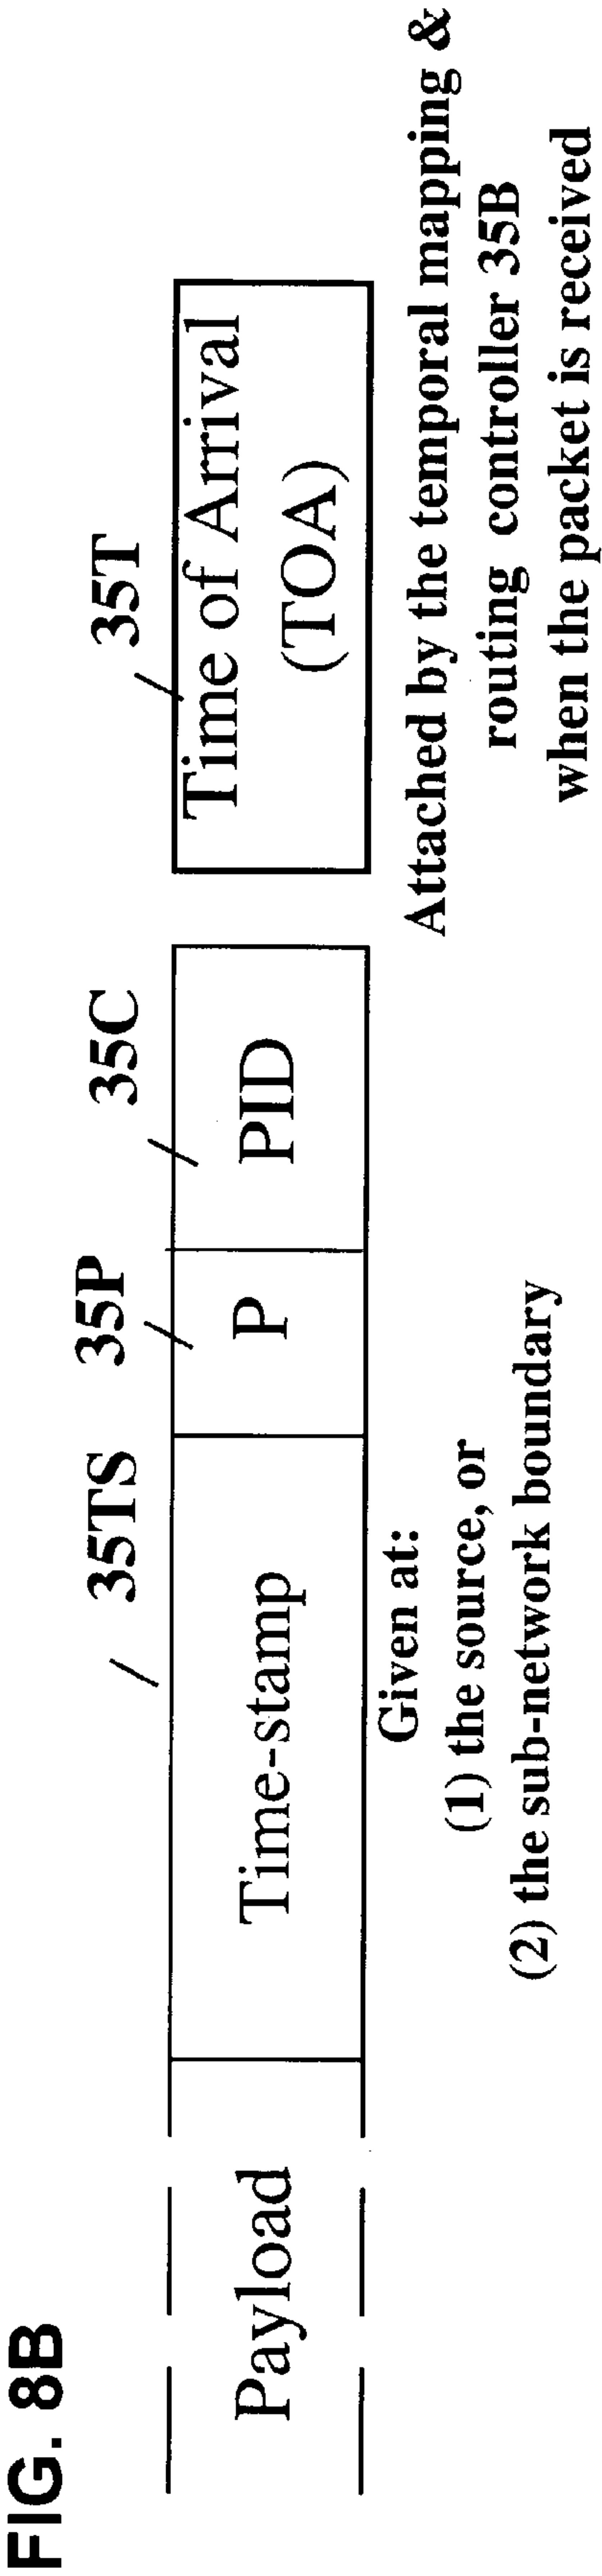 FIG. 8B
35TS
35P
35C
35T
Payload
Time-stamp
P
PID
Time of Arrival
(TOA)
Given at:
(1) the source, or
(2) the sub-network boundary
Attached by the temporal mapping &
routing controller 35B
when the packet is received